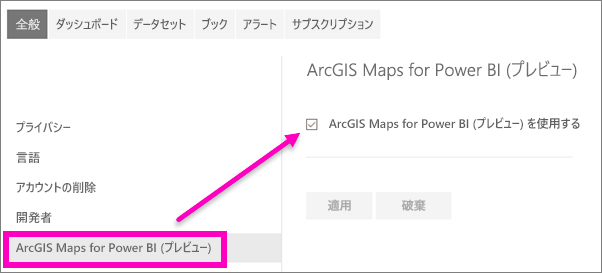 全般 ダッシュボード データセット ブック アラート サブスクリプション
プライバシー
言語
アカウントの削除
開発者
ArcGIS Maps for Power BI (プレビュー)
ArcGIS Maps for Power BI (プレビュー)
ArcGIS Maps for Power BI (プレビュー) を使用する
適用 破棄